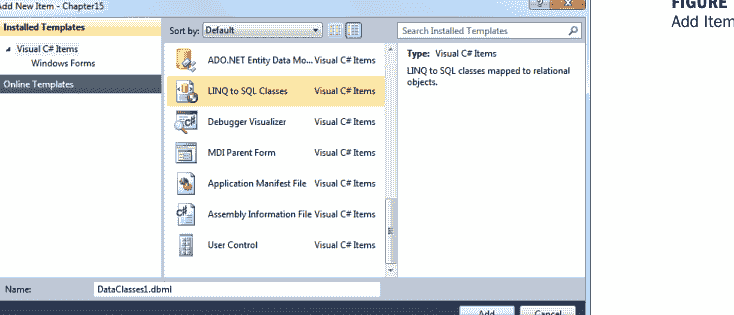 Add New Item - Chapter15
Installed Templates
Visual C# Items
Windows Forms
Online Templates
Sort by: Default
Search Installed Templates
ADO.NET Entity Data Mo... Visual C# Items
LINQ to SQL Classes Visual C# Items
Debugger Visualizer Visual C# Items
MDI Parent Form Visual C# Items
Application Manifest File Visual C# Items
Assembly Information File Visual C# Items
User Control Visual C# Items
Type: Visual C# Items
LINQ to SQL classes mapped to relational
objects.
Name: DataClasses1.dbml
Add Cancel
FIGURE
Add Item